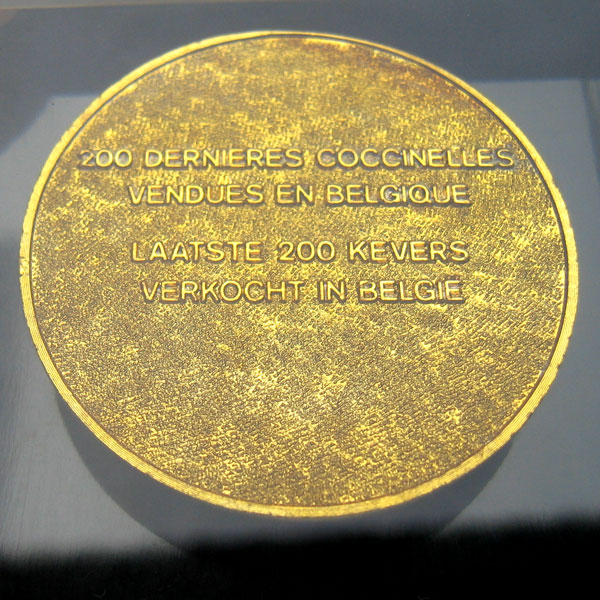 200 DERNIERES COCCINELLES
VENDUES EN BELGIQUE
LAATSTE 200 KEVERS
VERKOCHT IN BELGIE